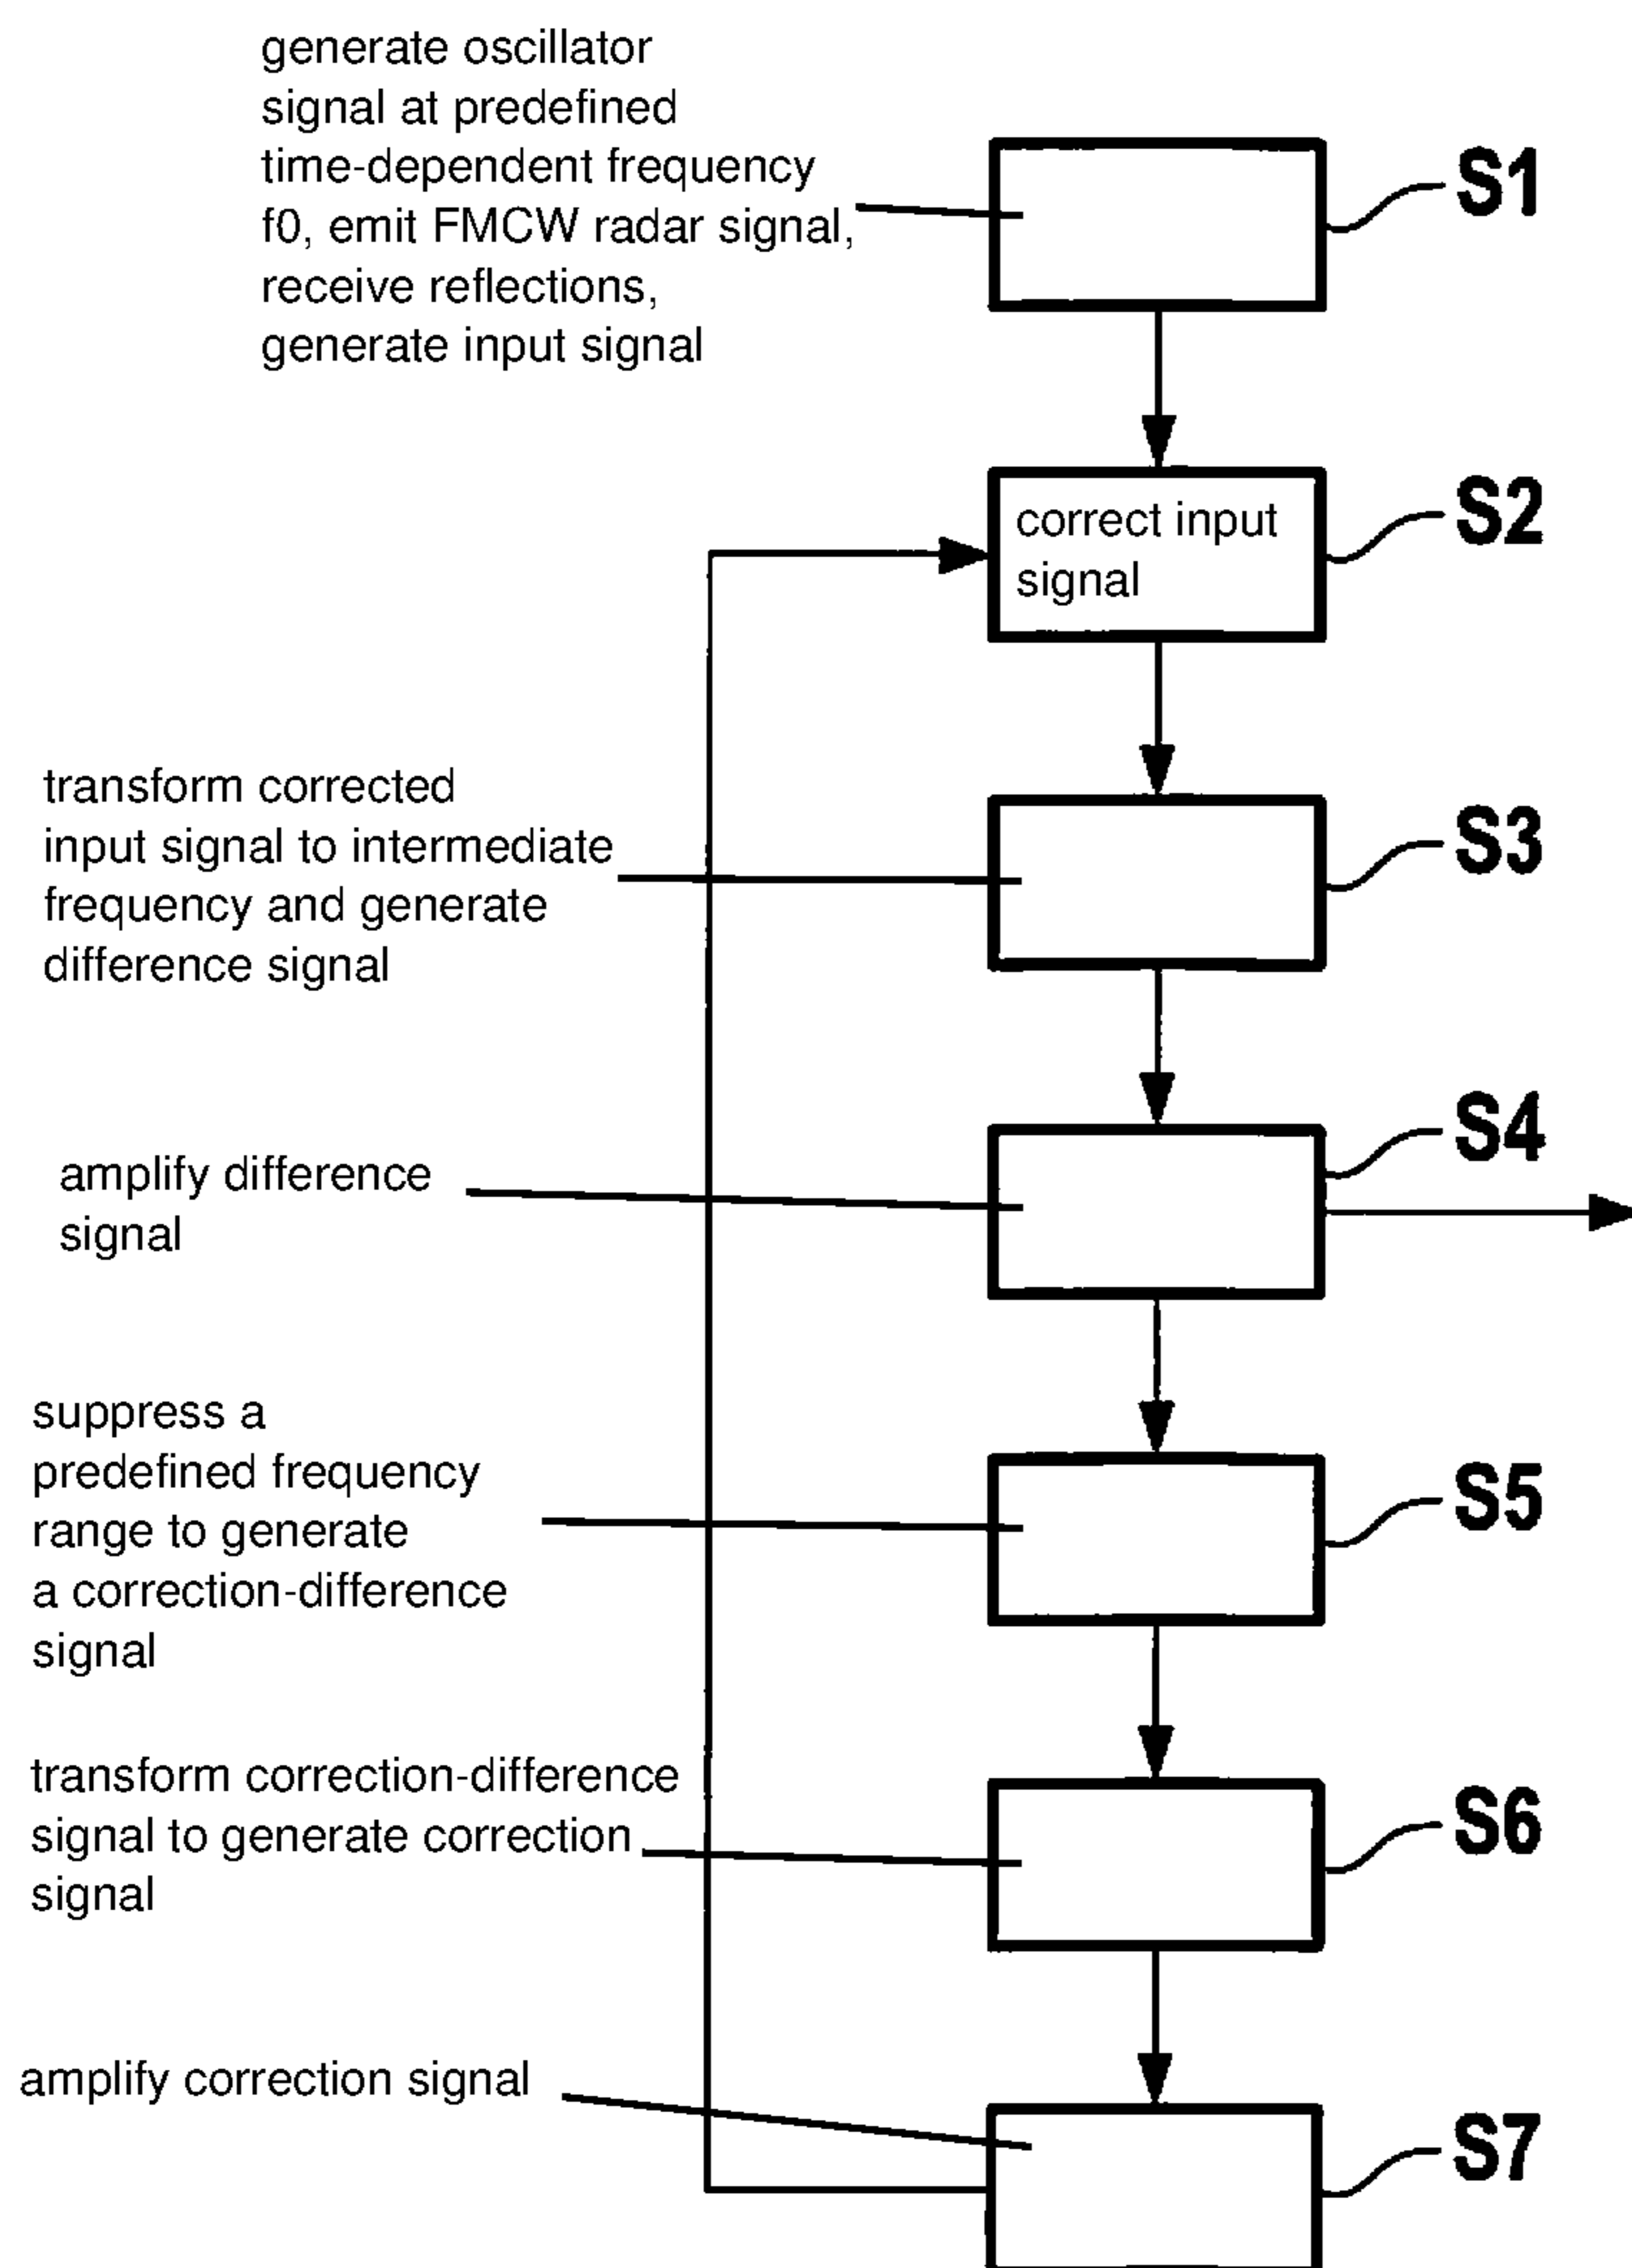 generate oscillator
signal at predefined
time-dependent frequency
f0, emit FMCW radar signal,
receive reflections,
generate input signal
S1
correct input
signal
S2
transform corrected
input signal to intermediate
frequency and generate
difference signal
S3
amplify difference
signal
S4
suppress a
predefined frequency
range to generate
a correction-difference
signal
S5
transform correction-difference
signal to generate correction
signal
S6
amplify correction signal
S7